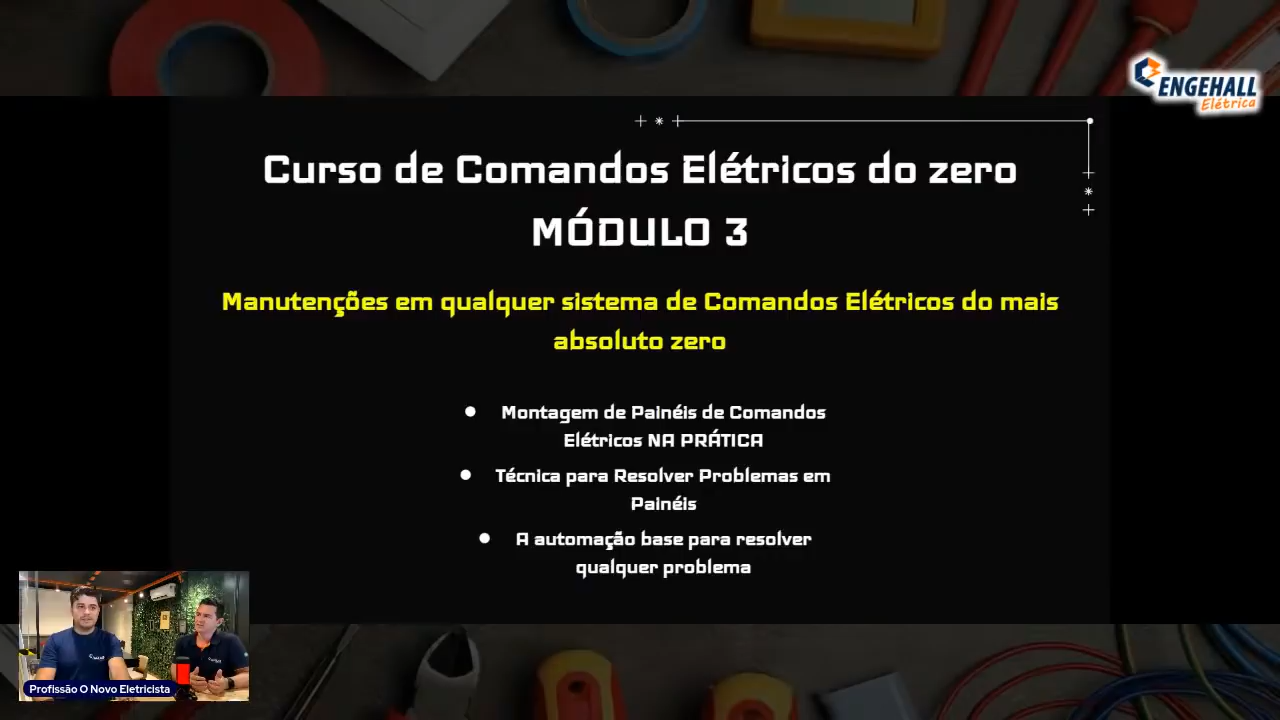 ENGEHALL
Elétrica
Curso de Comandos Elétricos do zero
MÓDULO 3
Manutenções em qualquer sistema de Comandos Elétricos do mais
absoluto zero
● Montagem de Painéis de Comandos
Elétricos NA PRÁTICA
● Técnica para Resolver Problemas em
Painéis
● A automação base para resolver
qualquer problema
Profissão O Novo Eletricista